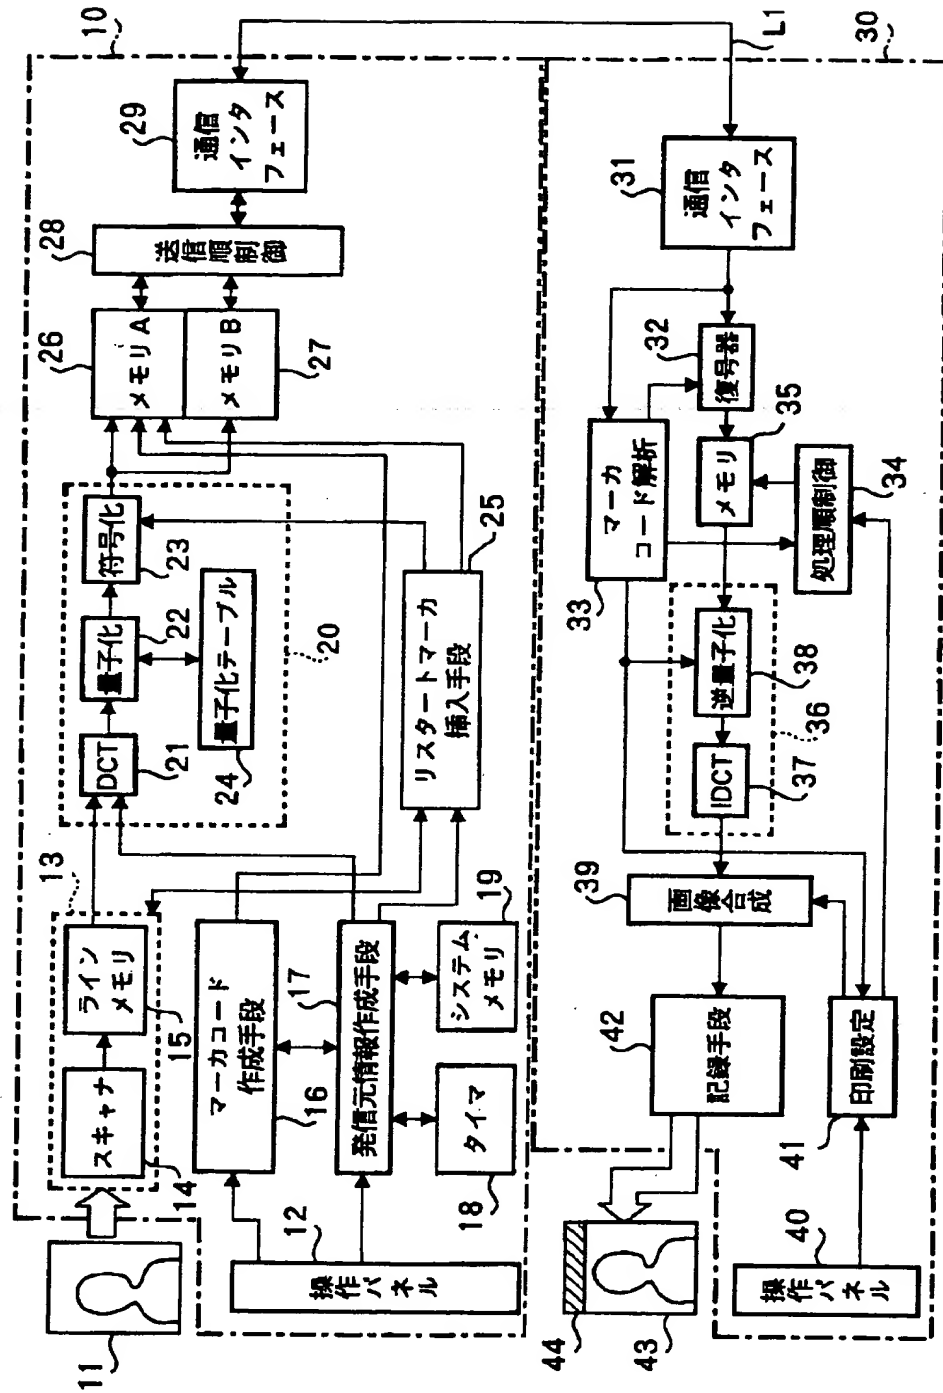 10
11
スキャナ
14
ライン
メモリ
15
13
DCT
21
量子化
22
符号化
23
量子化テーブル
24
20
メモリA
26
メモリB
27
送信順制御
28
通信
インタ
フェース
29
操作パネル
12
マーカコード
作成手段
16
発信元情報作成手段
17
タイマ
18
システム
メモリ
19
リスタートマーカ
挿入手段
25
L1
30
通信
インタ
フェース
31
復号器
32
マーカ
コード解析
33
メモリ
35
処理順制御
34
逆量子化
38
IDCT
37
36
画像合成
39
記録手段
42
印刷設定
41
操作パネル
40
44
43